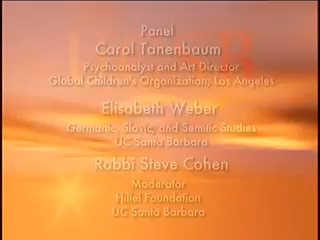 Panel
Carol Tanenbaum
Psychoanalyst and Art Director
Global Children's Organization, Los Angeles
Elisabeth Weber
Germanic, Slavic, and Semitic Studies
UC Santa Barbara
Rabbi Steve Cohen
Moderator
Hillel Foundation
UC Santa Barbara